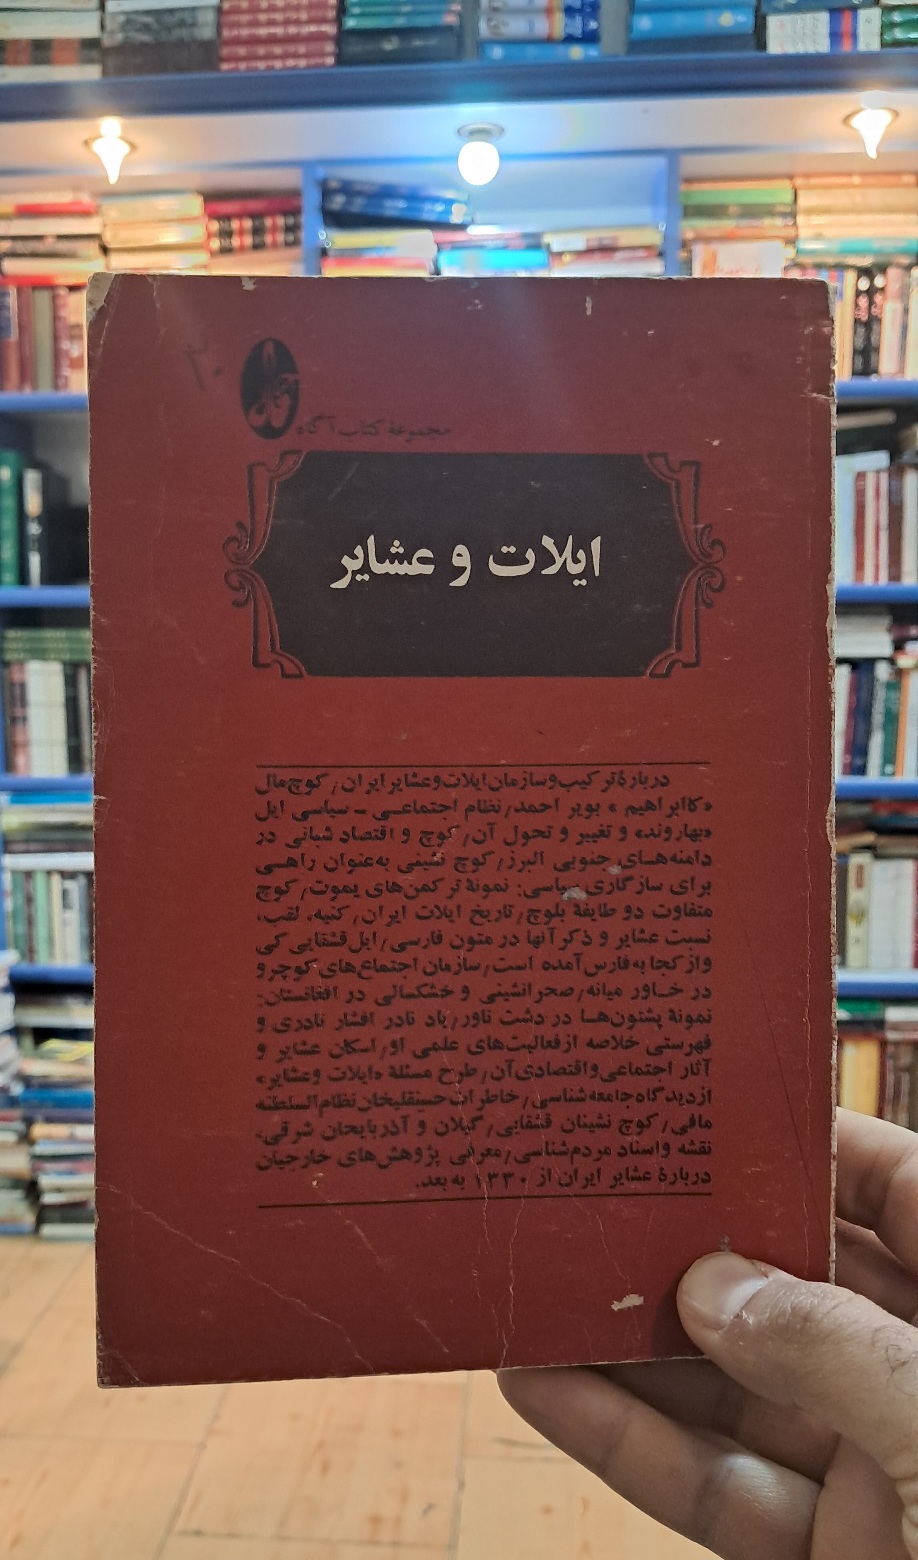 آگاه
مجموعهٔ کتاب آگاه
ایلات و عشایر
دربارهٔ ترکیب و سازمان ایلات و عشایر ایران / کوچ مال
«کاابراهیم» بویر احمد / نظام اجتماعی ـ سیاسی ایل
«بهاروند» و تغییر و تحول آن / کوچ و اقتصاد شبانی در
دامنه‌های جنوبی البرز / کوچ نشینی به‌عنوان راهی
برای سازگاری سیاسی: نمونهٔ ترکمن‌های یموت / کوچ
متفاوت دو طایفهٔ بلوچ / تاریخ ایلات ایران / کنیه، لقب،
نسبت عشایر و ذکر آنها در متون فارسی / ایل قشقایی کی
و از کجا به فارس آمده است / سازمان اجتماع‌های کوچ‌رو
در خاور میانه / صحرانشینی و خشکسالی در افغانستان:
نمونهٔ پشتون‌ها در دشت ناور / یاد نادر افشار نادری و
فهرستی خلاصه از فعالیت‌های علمی او / اسکان عشایر و
آثار اجتماعی و اقتصادی آن / طرح مسئلهٔ «ایلات و عشایر»
از دیدگاه جامعه‌شناسی / خاطرات حسینقلیخان نظام‌السلطنه
مافی / کوچ نشینان قشقایی / گیلان و آذربایجان شرقی،
نقشه و اسناد مردم‌شناسی / معرفی پژوهش‌های خارجیان
دربارهٔ عشایر ایران از ۱۳۳۰ به بعد.